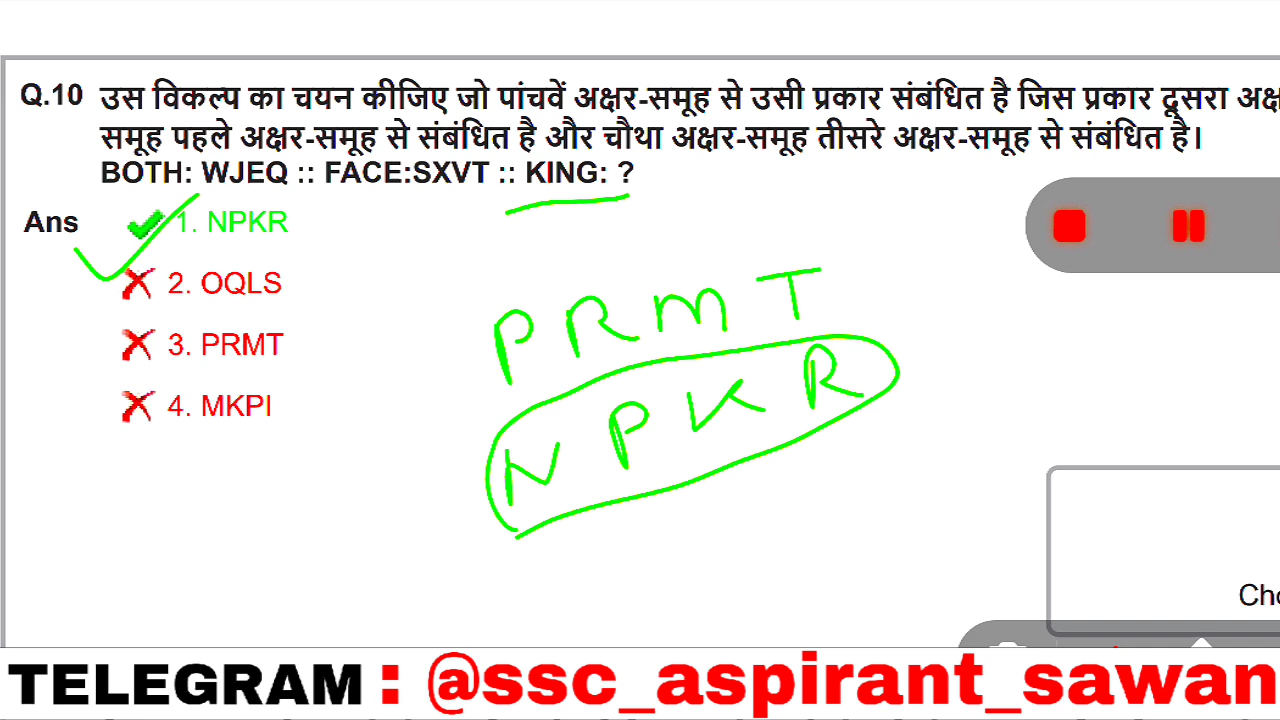 Q.10 उस विकल्प का चयन कीजिए जो पांचवें अक्षर-समूह से उसी प्रकार संबंधित है जिस प्रकार दूसरा
समूह पहले अक्षर-समूह से संबंधित है और चौथा अक्षर-समूह तीसरे अक्षर-समूह से संबंधित है।
BOTH: WJEQ :: FACE:SXVT :: KING: ?
Ans 1. NPKR
2. OQLS
3. PRMT
4. MKPI
PRMT
NPKR
TELEGRAM : @ssc_aspirant_sawan